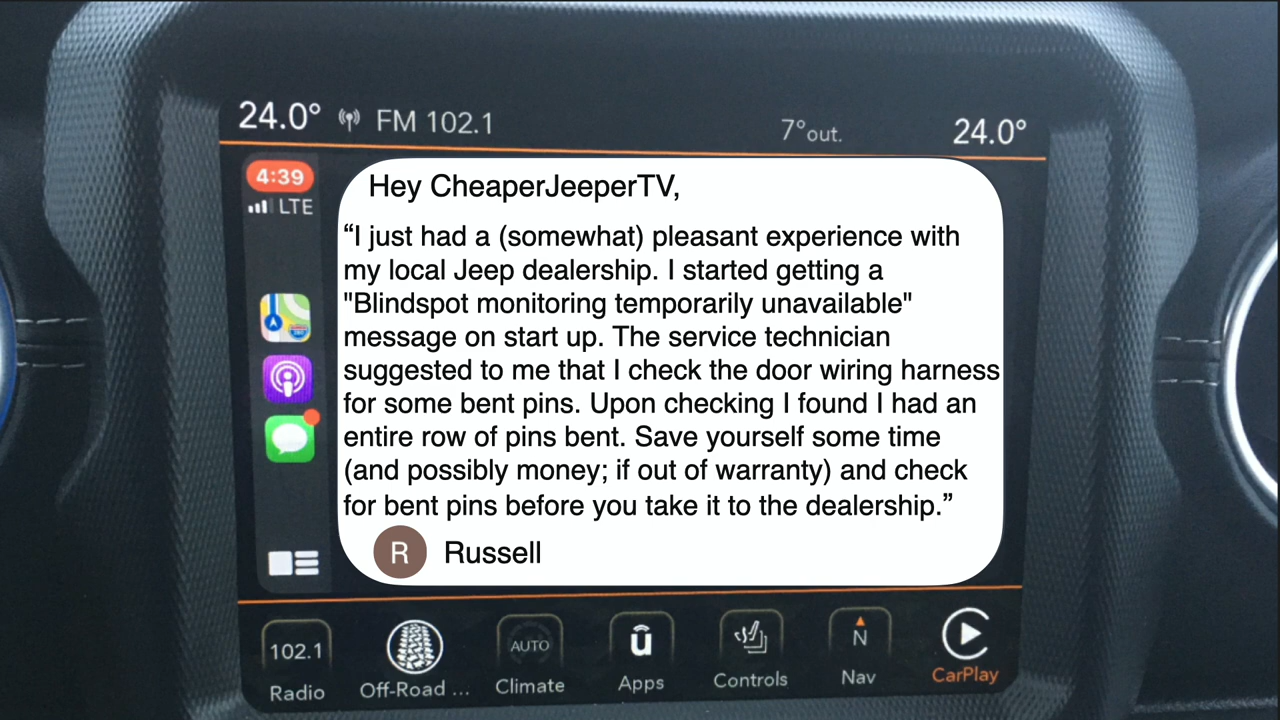 24.0° FM 102.1 7°out. 24.0°
4:39
LTE
Hey CheaperJeeperTV,
“I just had a (somewhat) pleasant experience with
my local Jeep dealership. I started getting a
"Blindspot monitoring temporarily unavailable"
message on start up. The service technician
suggested to me that I check the door wiring harness
for some bent pins. Upon checking I found I had an
entire row of pins bent. Save yourself some time
(and possibly money; if out of warranty) and check
for bent pins before you take it to the dealership.”
R Russell
102.1 AUTO û N
Radio Off-Road ... Climate Apps Controls Nav CarPlay